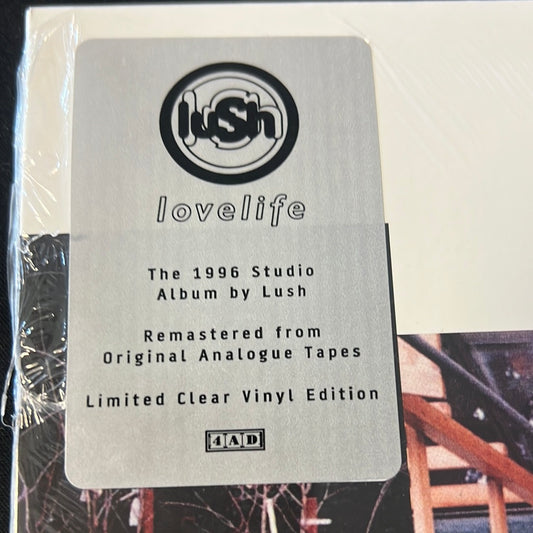 lush
lovelife
The 1996 Studio
Album by Lush
Remastered from
Original Analogue Tapes
Limited Clear Vinyl Edition
4AD